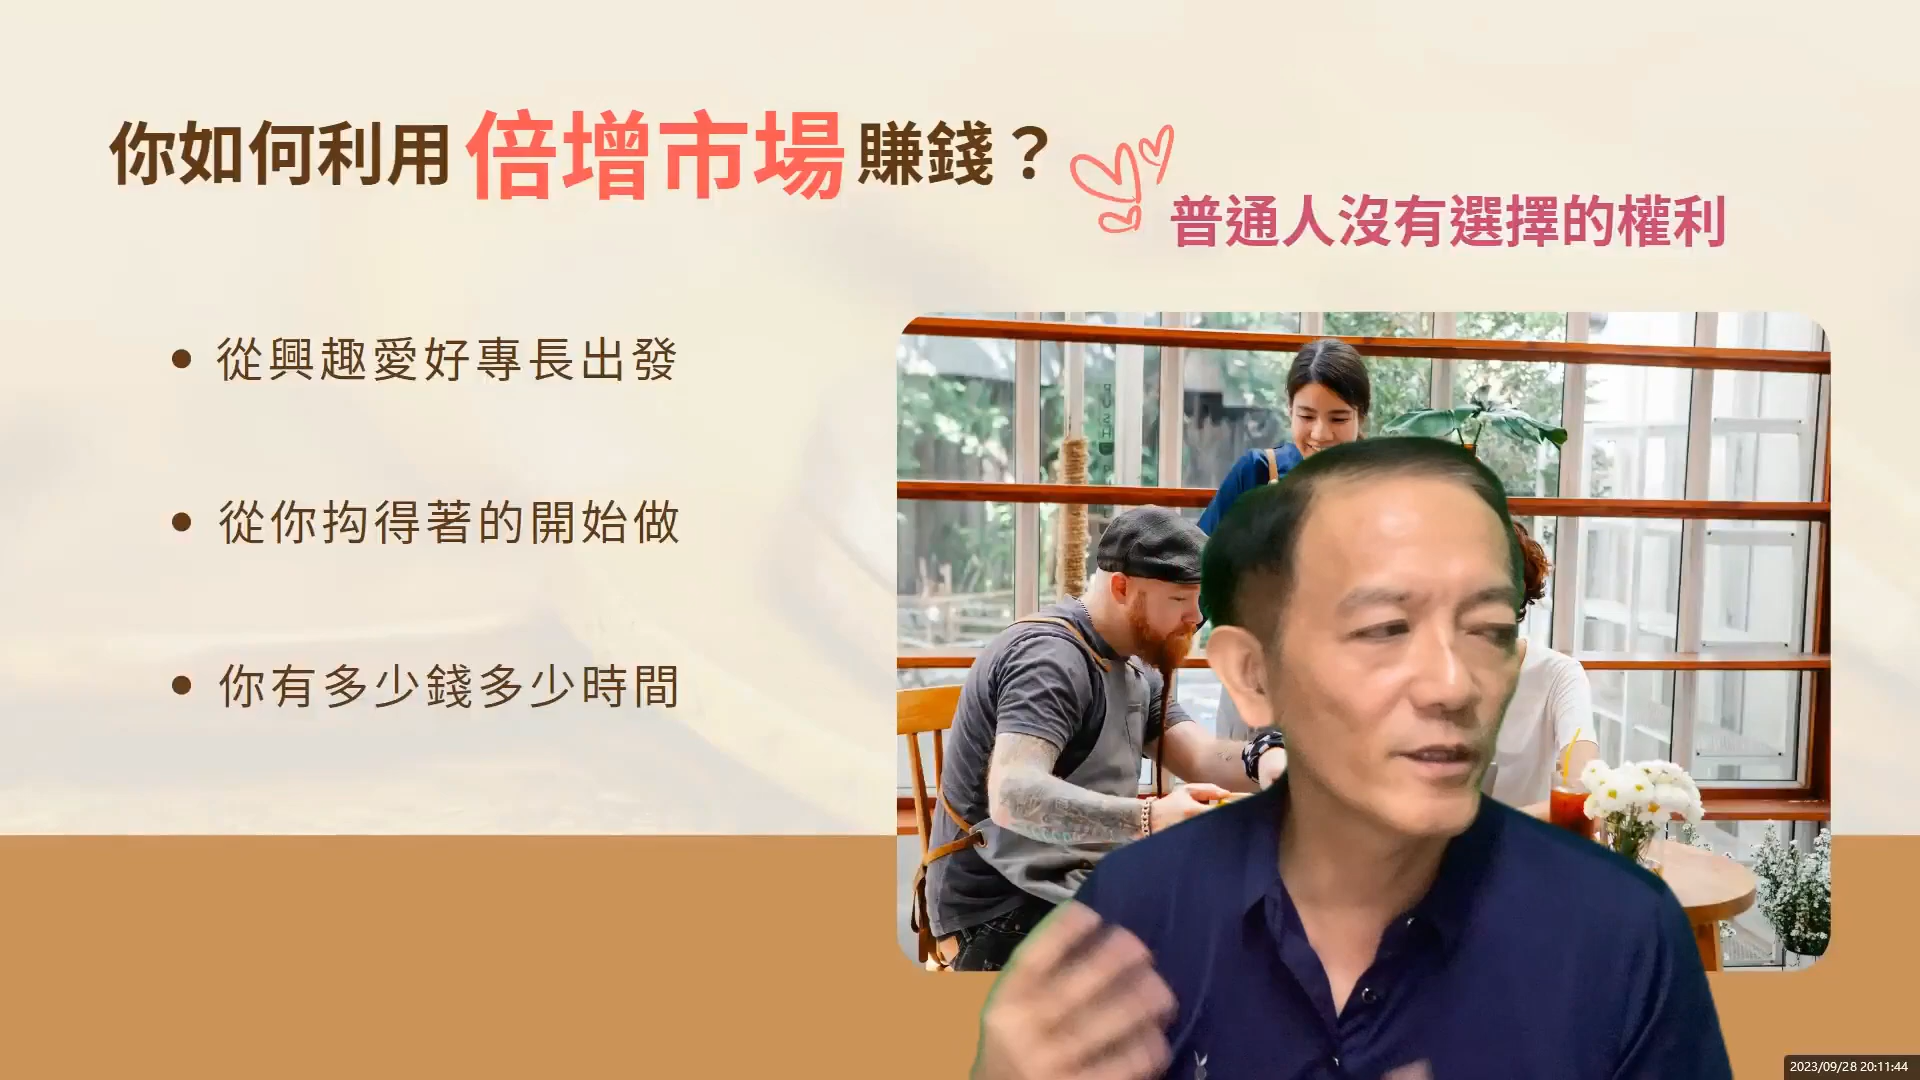 你如何利用倍增市場賺錢？
普通人沒有選擇的權利
• 從興趣愛好專長出發
• 從你抅得著的開始做
• 你有多少錢多少時間
PUSH
2023/09/28 20:11:44